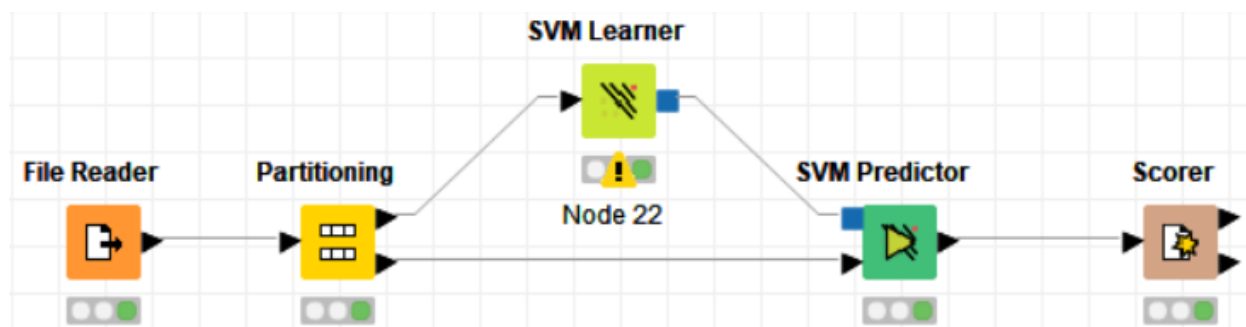 SVM Learner
File Reader
Partitioning
SVM Predictor
Scorer
Node 22